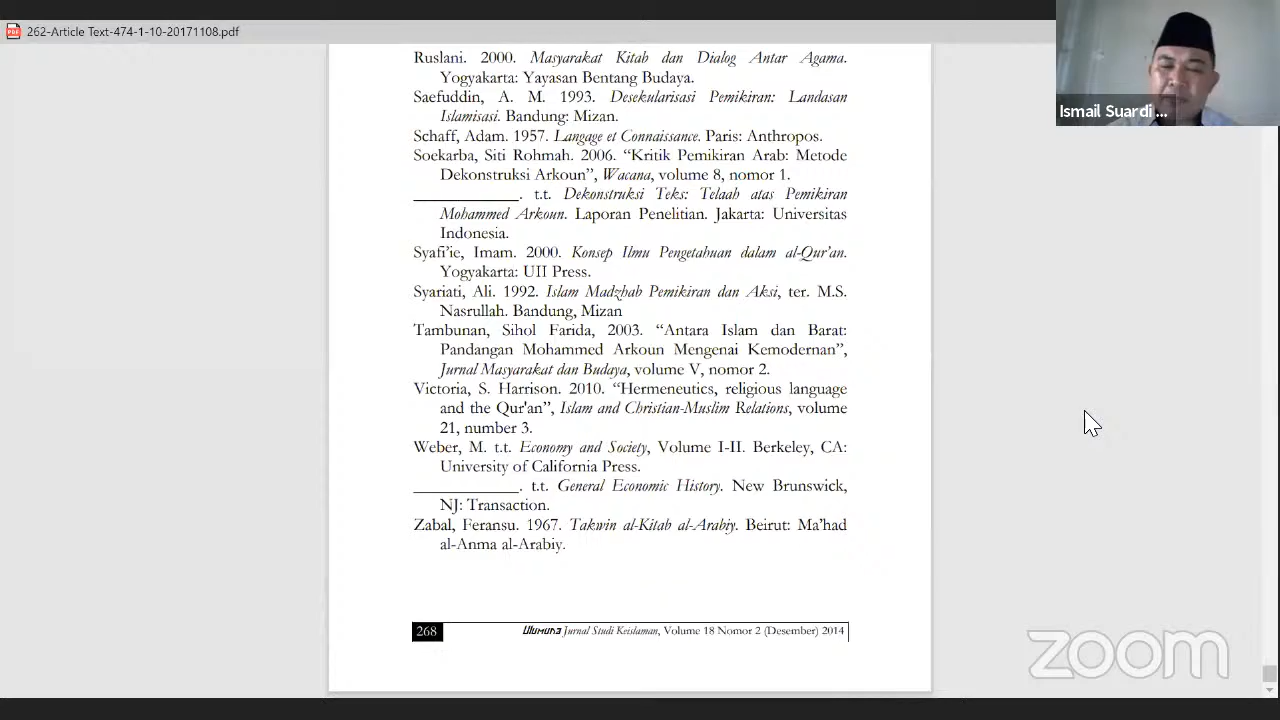 262-Article Text-474-1-10-20171108.pdf
Ismail Suardi ...
Ruslani. 2000. Masyarakat Kitab dan Dialog Antar Agama.
Yogyakarta: Yayasan Bentang Budaya.
Saefuddin, A. M. 1993. Desekularisasi Pemikiran: Landasan
Islamisasi. Bandung: Mizan.
Schaff, Adam. 1957. Langage et Connaissance. Paris: Anthropos.
Soekarba, Siti Rohmah. 2006. “Kritik Pemikiran Arab: Metode
Dekonstruksi Arkoun”, Wacana, volume 8, nomor 1.
_____________. t.t. Dekonstruksi Teks: Telaah atas Pemikiran
Mohammed Arkoun. Laporan Penelitian. Jakarta: Universitas
Indonesia.
Syafi’ie, Imam. 2000. Konsep Ilmu Pengetahuan dalam al-Qur’an.
Yogyakarta: UII Press.
Syariati, Ali. 1992. Islam Madzhab Pemikiran dan Aksi, ter. M.S.
Nasrullah. Bandung, Mizan
Tambunan, Sihol Farida, 2003. “Antara Islam dan Barat:
Pandangan Mohammed Arkoun Mengenai Kemodernan”,
Jurnal Masyarakat dan Budaya, volume V, nomor 2.
Victoria, S. Harrison. 2010. “Hermeneutics, religious language
and the Qur'an”, Islam and Christian-Muslim Relations, volume
21, number 3.
Weber, M. t.t. Economy and Society, Volume I-II. Berkeley, CA:
University of California Press.
_____________. t.t. General Economic History. New Brunswick,
NJ: Transaction.
Zabal, Feransu. 1967. Takwin al-Kitab al-Arabiy. Beirut: Ma’had
al-Anma al-Arabiy.
268 Ulumuna Jurnal Studi Keislaman, Volume 18 Nomor 2 (Desember) 2014
zoom